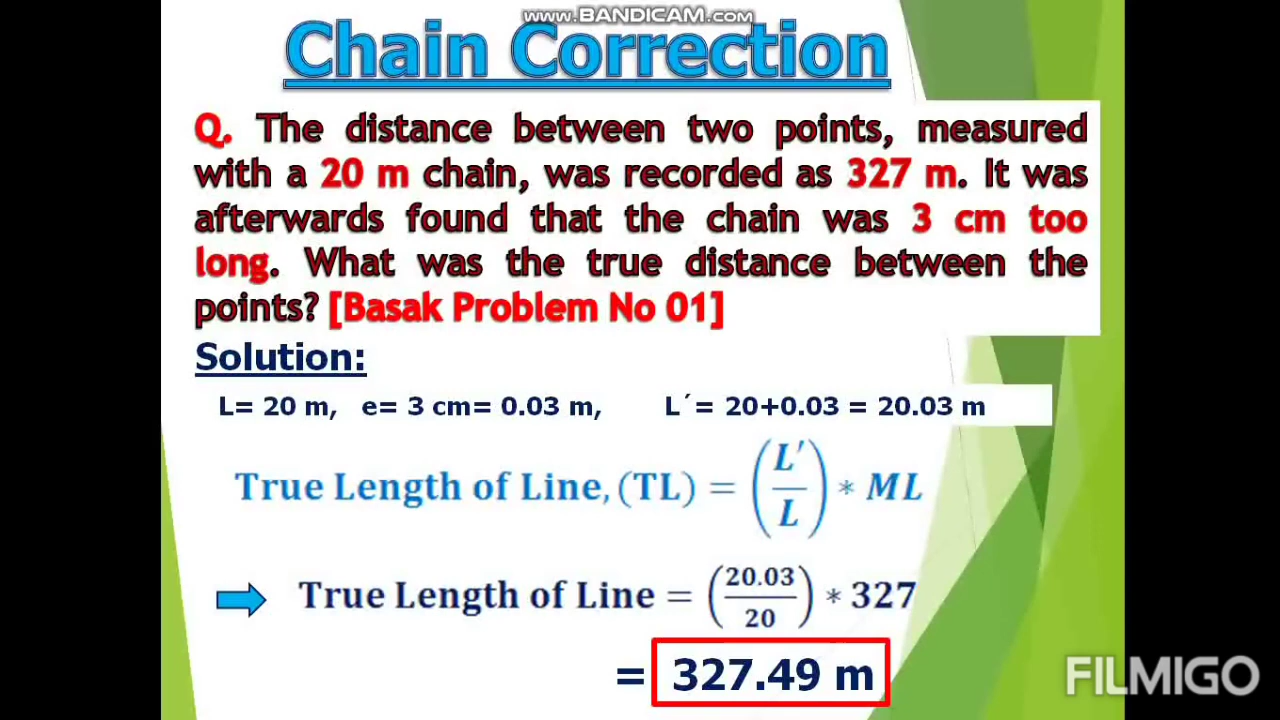 www.BANDICAM.com
Chain Correction
Q. The distance between two points, measured
with a 20 m chain, was recorded as 327 m. It was
afterwards found that the chain was 3 cm too
long. What was the true distance between the
points? [Basak Problem No 01]
Solution:
L= 20 m, e= 3 cm= 0.03 m, L´= 20+0.03 = 20.03 m
True Length of Line, (TL) = (L′/L) * ML
True Length of Line = (20.03/20) * 327
= 327.49 m
FILMIGO